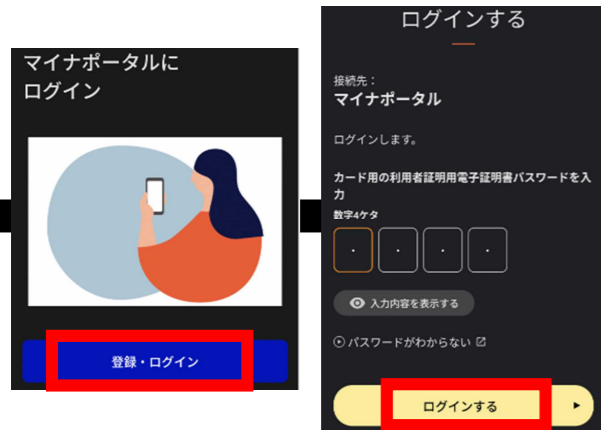 マイナポータルに
ログイン
登録・ログイン
ログインする
接続先：
マイナポータル
ログインします。
カード用の利用者証明用電子証明書パスワードを入
力
数字4ケタ
入力内容を表示する
パスワードがわからない
ログインする